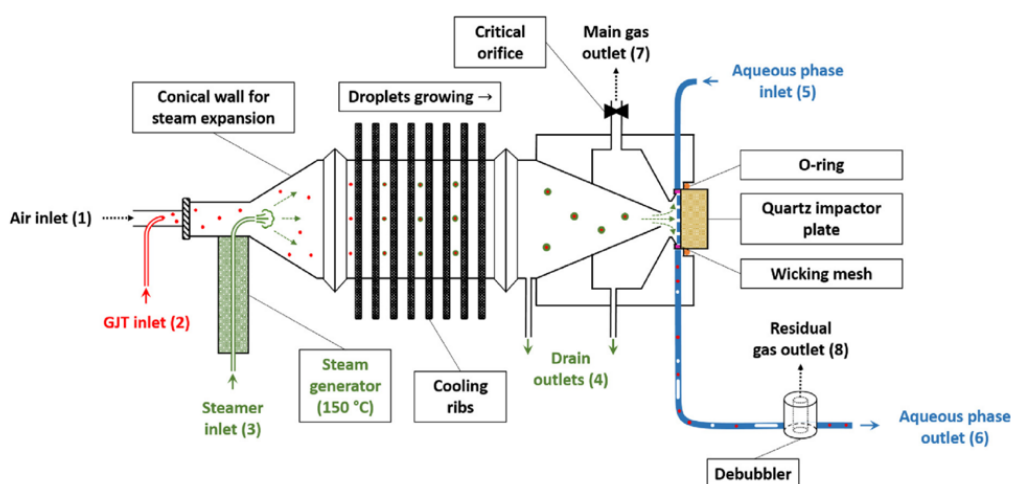 Critical
orifice
Main gas
outlet (7)
Aqueous phase
inlet (5)
Conical wall for
steam expansion
Droplets growing →
O-ring
Air inlet (1)
Quartz impactor
plate
Wicking mesh
GJT inlet (2)
Steam
generator
(150 °C)
Cooling
ribs
Drain
outlets (4)
Residual
gas outlet (8)
Steamer
inlet (3)
Aqueous phase
outlet (6)
Debubbler